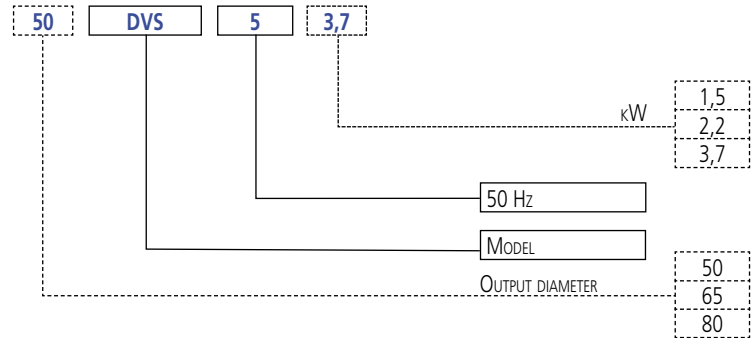 50 DVS 5 3,7
kW 1,5
2,2
3,7
50 Hz
Model
Output diameter 50
65
80